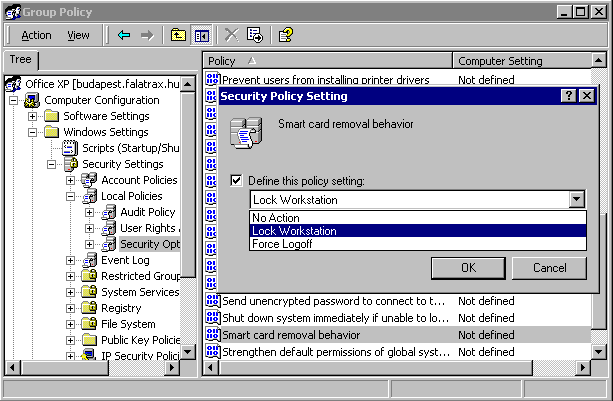 Group Policy
Action View
Tree
Policy
Computer Setting
Office XP [budapest.falatrax.hu
Computer Configuration
Software Settings
Windows Settings
Scripts (Startup/Shu
Security Settings
Account Policies
Local Policies
Audit Policy
User Rights A
Security Opt
Event Log
Restricted Group
System Services
Registry
File System
Public Key Policie
IP Security Policie
Prevent users from installing printer drivers Not defined
Security Policy Setting
Smart card removal behavior
Define this policy setting:
Lock Workstation
No Action
Lock Workstation
Force Logoff
OK Cancel
Send unencrypted password to connect to t... Not defined
Shut down system immediately if unable to lo... Not defined
Smart card removal behavior Not defined
Strengthen default permissions of global syst... Not defined